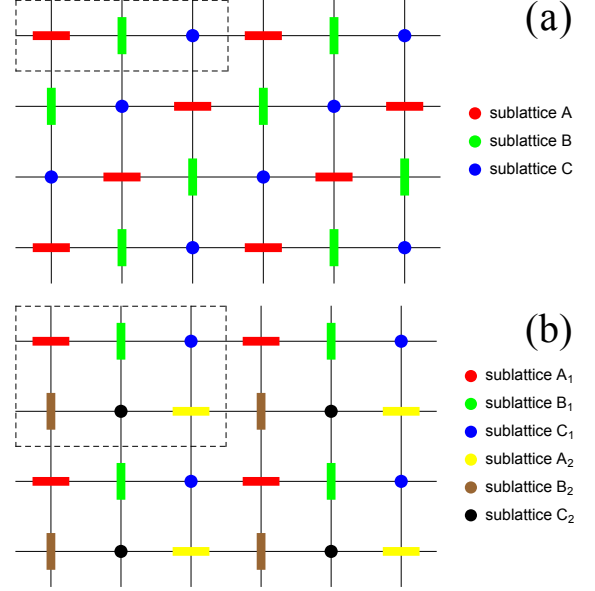 (a)
sublattice A
sublattice B
sublattice C
(b)
sublattice A₁
sublattice B₁
sublattice C₁
sublattice A₂
sublattice B₂
sublattice C₂